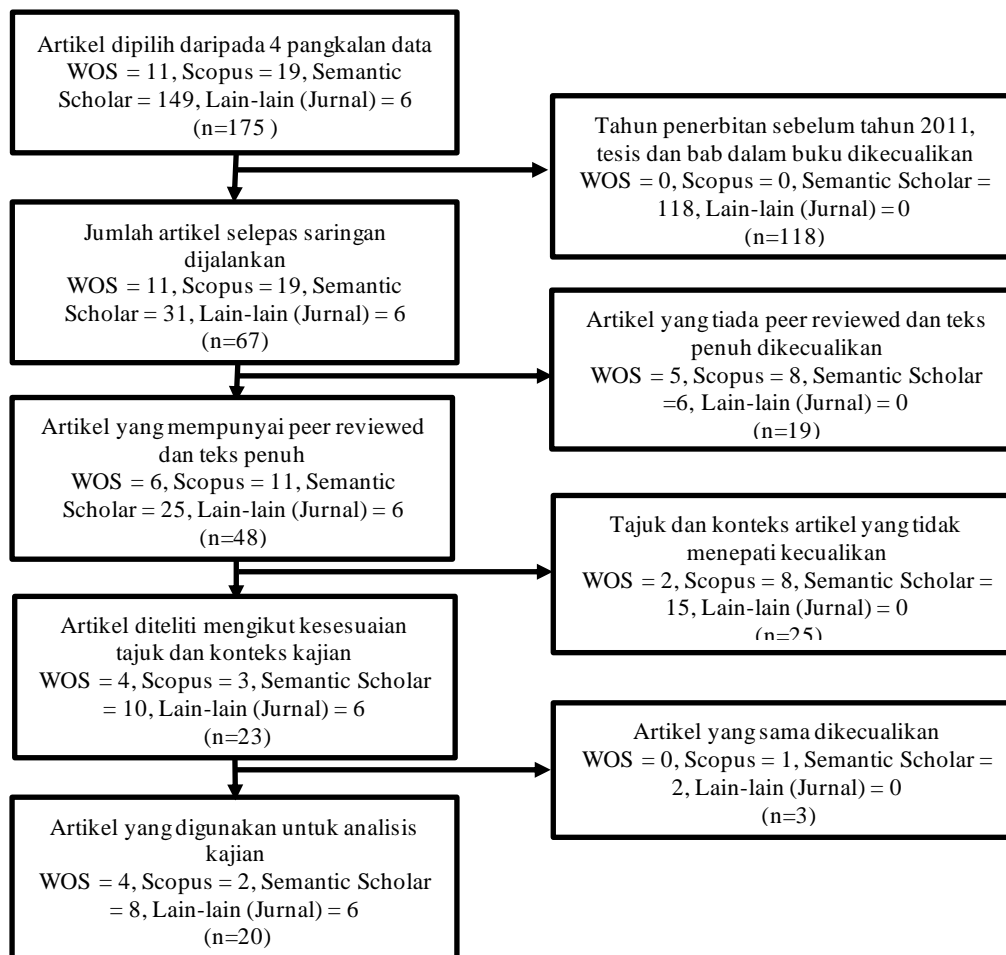 Artikel dipilih daripada 4 pangkalan data
WOS = 11, Scopus = 19, Semantic
Scholar = 149, Lain-lain (Jurnal) = 6
(n=175 )
Tahun penerbitan sebelum tahun 2011,
tesis dan bab dalam buku dikecualikan
WOS = 0, Scopus = 0, Semantic Scholar =
118, Lain-lain (Jurnal) = 0
(n=118)
Jumlah artikel selepas saringan
dijalankan
WOS = 11, Scopus = 19, Semantic
Scholar = 31, Lain-lain (Jurnal) = 6
(n=67)
Artikel yang tiada peer reviewed dan teks
penuh dikecualikan
WOS = 5, Scopus = 8, Semantic Scholar
=6, Lain-lain (Jurnal) = 0
(n=19)
Artikel yang mempunyai peer reviewed
dan teks penuh
WOS = 6, Scopus = 11, Semantic
Scholar = 25, Lain-lain (Jurnal) = 6
(n=48)
Tajuk dan konteks artikel yang tidak
menepati kecualikan
WOS = 2, Scopus = 8, Semantic Scholar =
15, Lain-lain (Jurnal) = 0
(n=25)
Artikel diteliti mengikut kesesuaian
tajuk dan konteks kajian
WOS = 4, Scopus = 3, Semantic Scholar
= 10, Lain-lain (Jurnal) = 6
(n=23)
Artikel yang sama dikecualikan
WOS = 0, Scopus = 1, Semantic Scholar =
2, Lain-lain (Jurnal) = 0
(n=3)
Artikel yang digunakan untuk analisis
kajian
WOS = 4, Scopus = 2, Semantic Scholar
= 8, Lain-lain (Jurnal) = 6
(n=20)